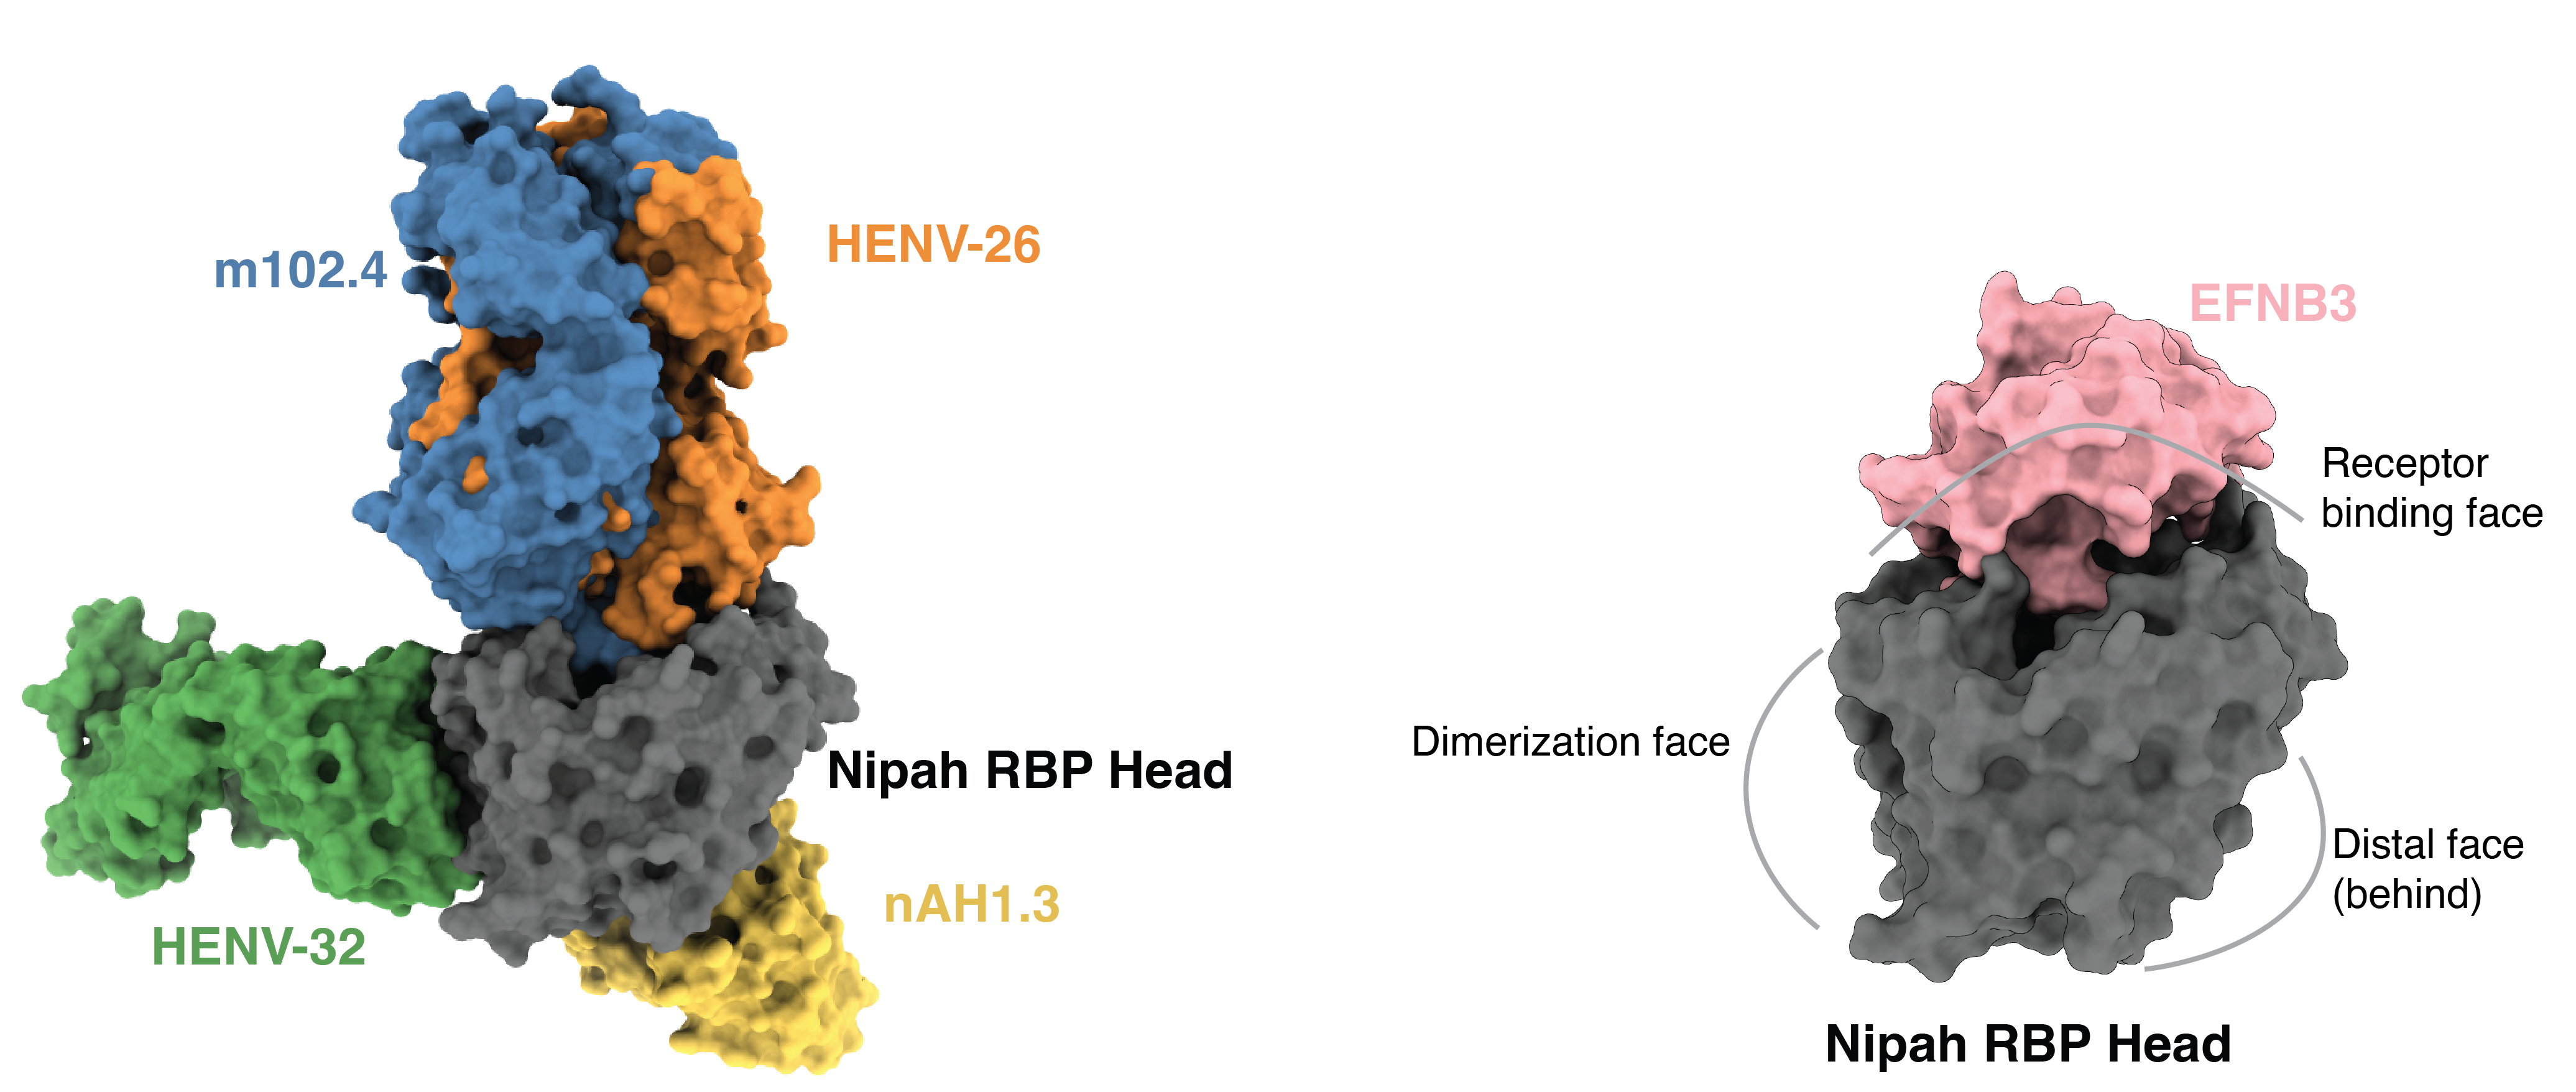 m102.4
HENV-26
HENV-32
Nipah RBP Head
nAH1.3
EFNB3
Receptor
binding face
Dimerization face
Distal face
(behind)
Nipah RBP Head